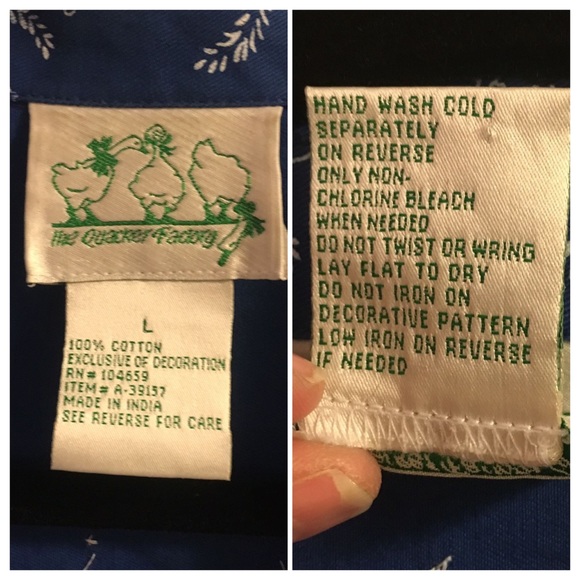 The Quacker Factory
L
100% COTTON
EXCLUSIVE OF DECORATION
RN# 104659
ITEM# A-39157
MADE IN INDIA
SEE REVERSE FOR CARE
HAND WASH COLD
SEPARATELY
ON REVERSE
ONLY NON-
CHLORINE BLEACH
WHEN NEEDED
DO NOT TWIST OR WRING
LAY FLAT TO DRY
DO NOT IRON ON
DECORATIVE PATTERN
LOW IRON ON REVERSE
IF NEEDED